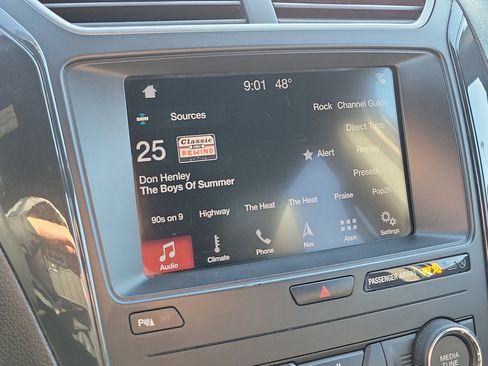 9:01 48°
Sources
Rock Channel Guide
Direct Tune
25 Classic REWIND
Alert Replay
Don Henley
The Boys Of Summer
Presets
90s on 9 Highway The Heat The Heat Praise Pop2K
Audio Climate Phone Nav Apps Settings
PASSENGER AIRBAG
OFF
MEDIA
TUNE